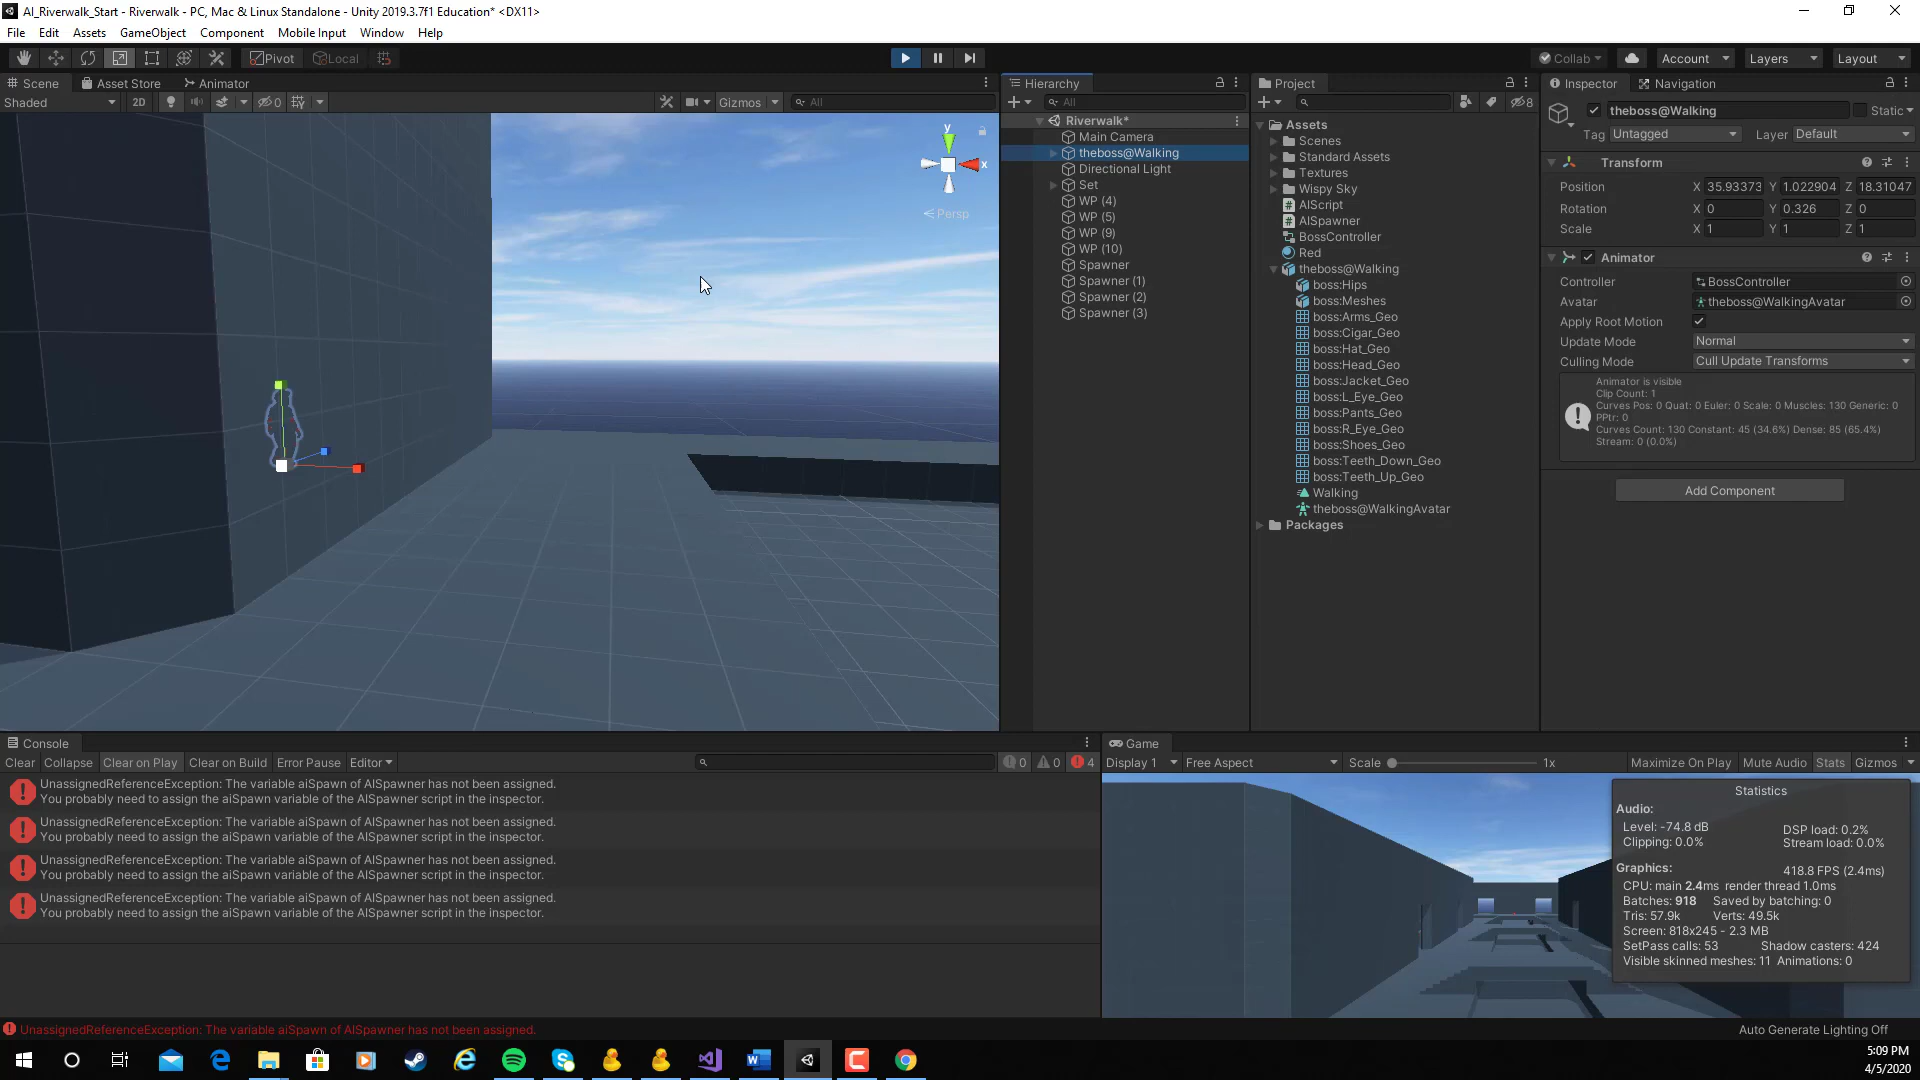 AI_Riverwalk_Start - Riverwalk - PC, Mac & Linux Standalone - Unity 2019.3.7f1 Education* <DX11>
File Edit Assets GameObject Component Mobile Input Window Help
Pivot Local Collab Account Layers Layout
Scene Asset Store Animator
Shaded 2D 0 Gizmos All
y
x
Persp
Hierarchy
All
Riverwalk*
Main Camera
theboss@Walking
Directional Light
Set
WP (4)
WP (5)
WP (9)
WP (10)
Spawner
Spawner (1)
Spawner (2)
Spawner (3)
Project
8
Assets
Scenes
Standard Assets
Textures
Wispy Sky
AIScript
AISpawner
BossController
Red
theboss@Walking
boss:Hips
boss:Meshes
boss:Arms_Geo
boss:Cigar_Geo
boss:Hat_Geo
boss:Head_Geo
boss:Jacket_Geo
boss:L_Eye_Geo
boss:Pants_Geo
boss:R_Eye_Geo
boss:Shoes_Geo
boss:Teeth_Down_Geo
boss:Teeth_Up_Geo
Walking
theboss@WalkingAvatar
Packages
Inspector Navigation
theboss@Walking Static
Tag Untagged Layer Default
Transform
Position X 35.93373 Y 1.022904 Z 18.31047
Rotation X 0 Y 0.326 Z 0
Scale X 1 Y 1 Z 1
Animator
Controller BossController
Avatar theboss@WalkingAvatar
Apply Root Motion
Update Mode Normal
Culling Mode Cull Update Transforms
Animator is visible
Clip Count: 1
Curves Pos: 0 Quat: 0 Euler: 0 Scale: 0 Muscles: 130 Generic: 0
PPtr: 0
Curves Count: 130 Constant: 45 (34.6%) Dense: 85 (65.4%)
Stream: 0 (0.0%)
Add Component
Console
Clear Collapse Clear on Play Clear on Build Error Pause Editor 0 0 4
UnassignedReferenceException: The variable aiSpawn of AISpawner has not been assigned.
You probably need to assign the aiSpawn variable of the AISpawner script in the inspector.
UnassignedReferenceException: The variable aiSpawn of AISpawner has not been assigned.
You probably need to assign the aiSpawn variable of the AISpawner script in the inspector.
UnassignedReferenceException: The variable aiSpawn of AISpawner has not been assigned.
You probably need to assign the aiSpawn variable of the AISpawner script in the inspector.
UnassignedReferenceException: The variable aiSpawn of AISpawner has not been assigned.
You probably need to assign the aiSpawn variable of the AISpawner script in the inspector.
Game
Display 1 Free Aspect Scale 1x Maximize On Play Mute Audio Stats Gizmos
Statistics
Audio:
Level: -74.8 dB DSP load: 0.2%
Clipping: 0.0% Stream load: 0.0%
Graphics: 418.8 FPS (2.4ms)
CPU: main 2.4ms render thread 1.0ms
Batches: 918 Saved by batching: 0
Tris: 57.9k Verts: 49.5k
Screen: 818x245 - 2.3 MB
SetPass calls: 53 Shadow casters: 424
Visible skinned meshes: 11 Animations: 0
UnassignedReferenceException: The variable aiSpawn of AISpawner has not been assigned.
Auto Generate Lighting Off
5:09 PM
4/5/2020